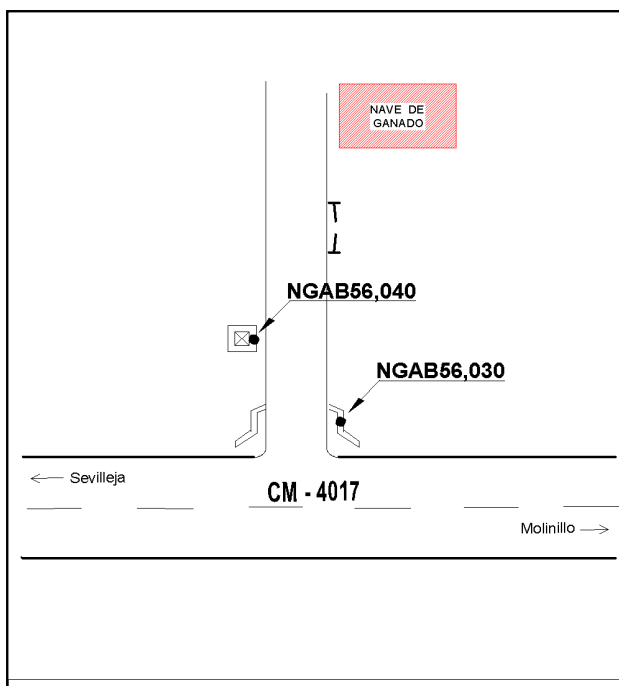 NAVE DE
GANADO
NGAB56,040
NGAB56,030
Sevilleja
CM - 4017
Molinillo